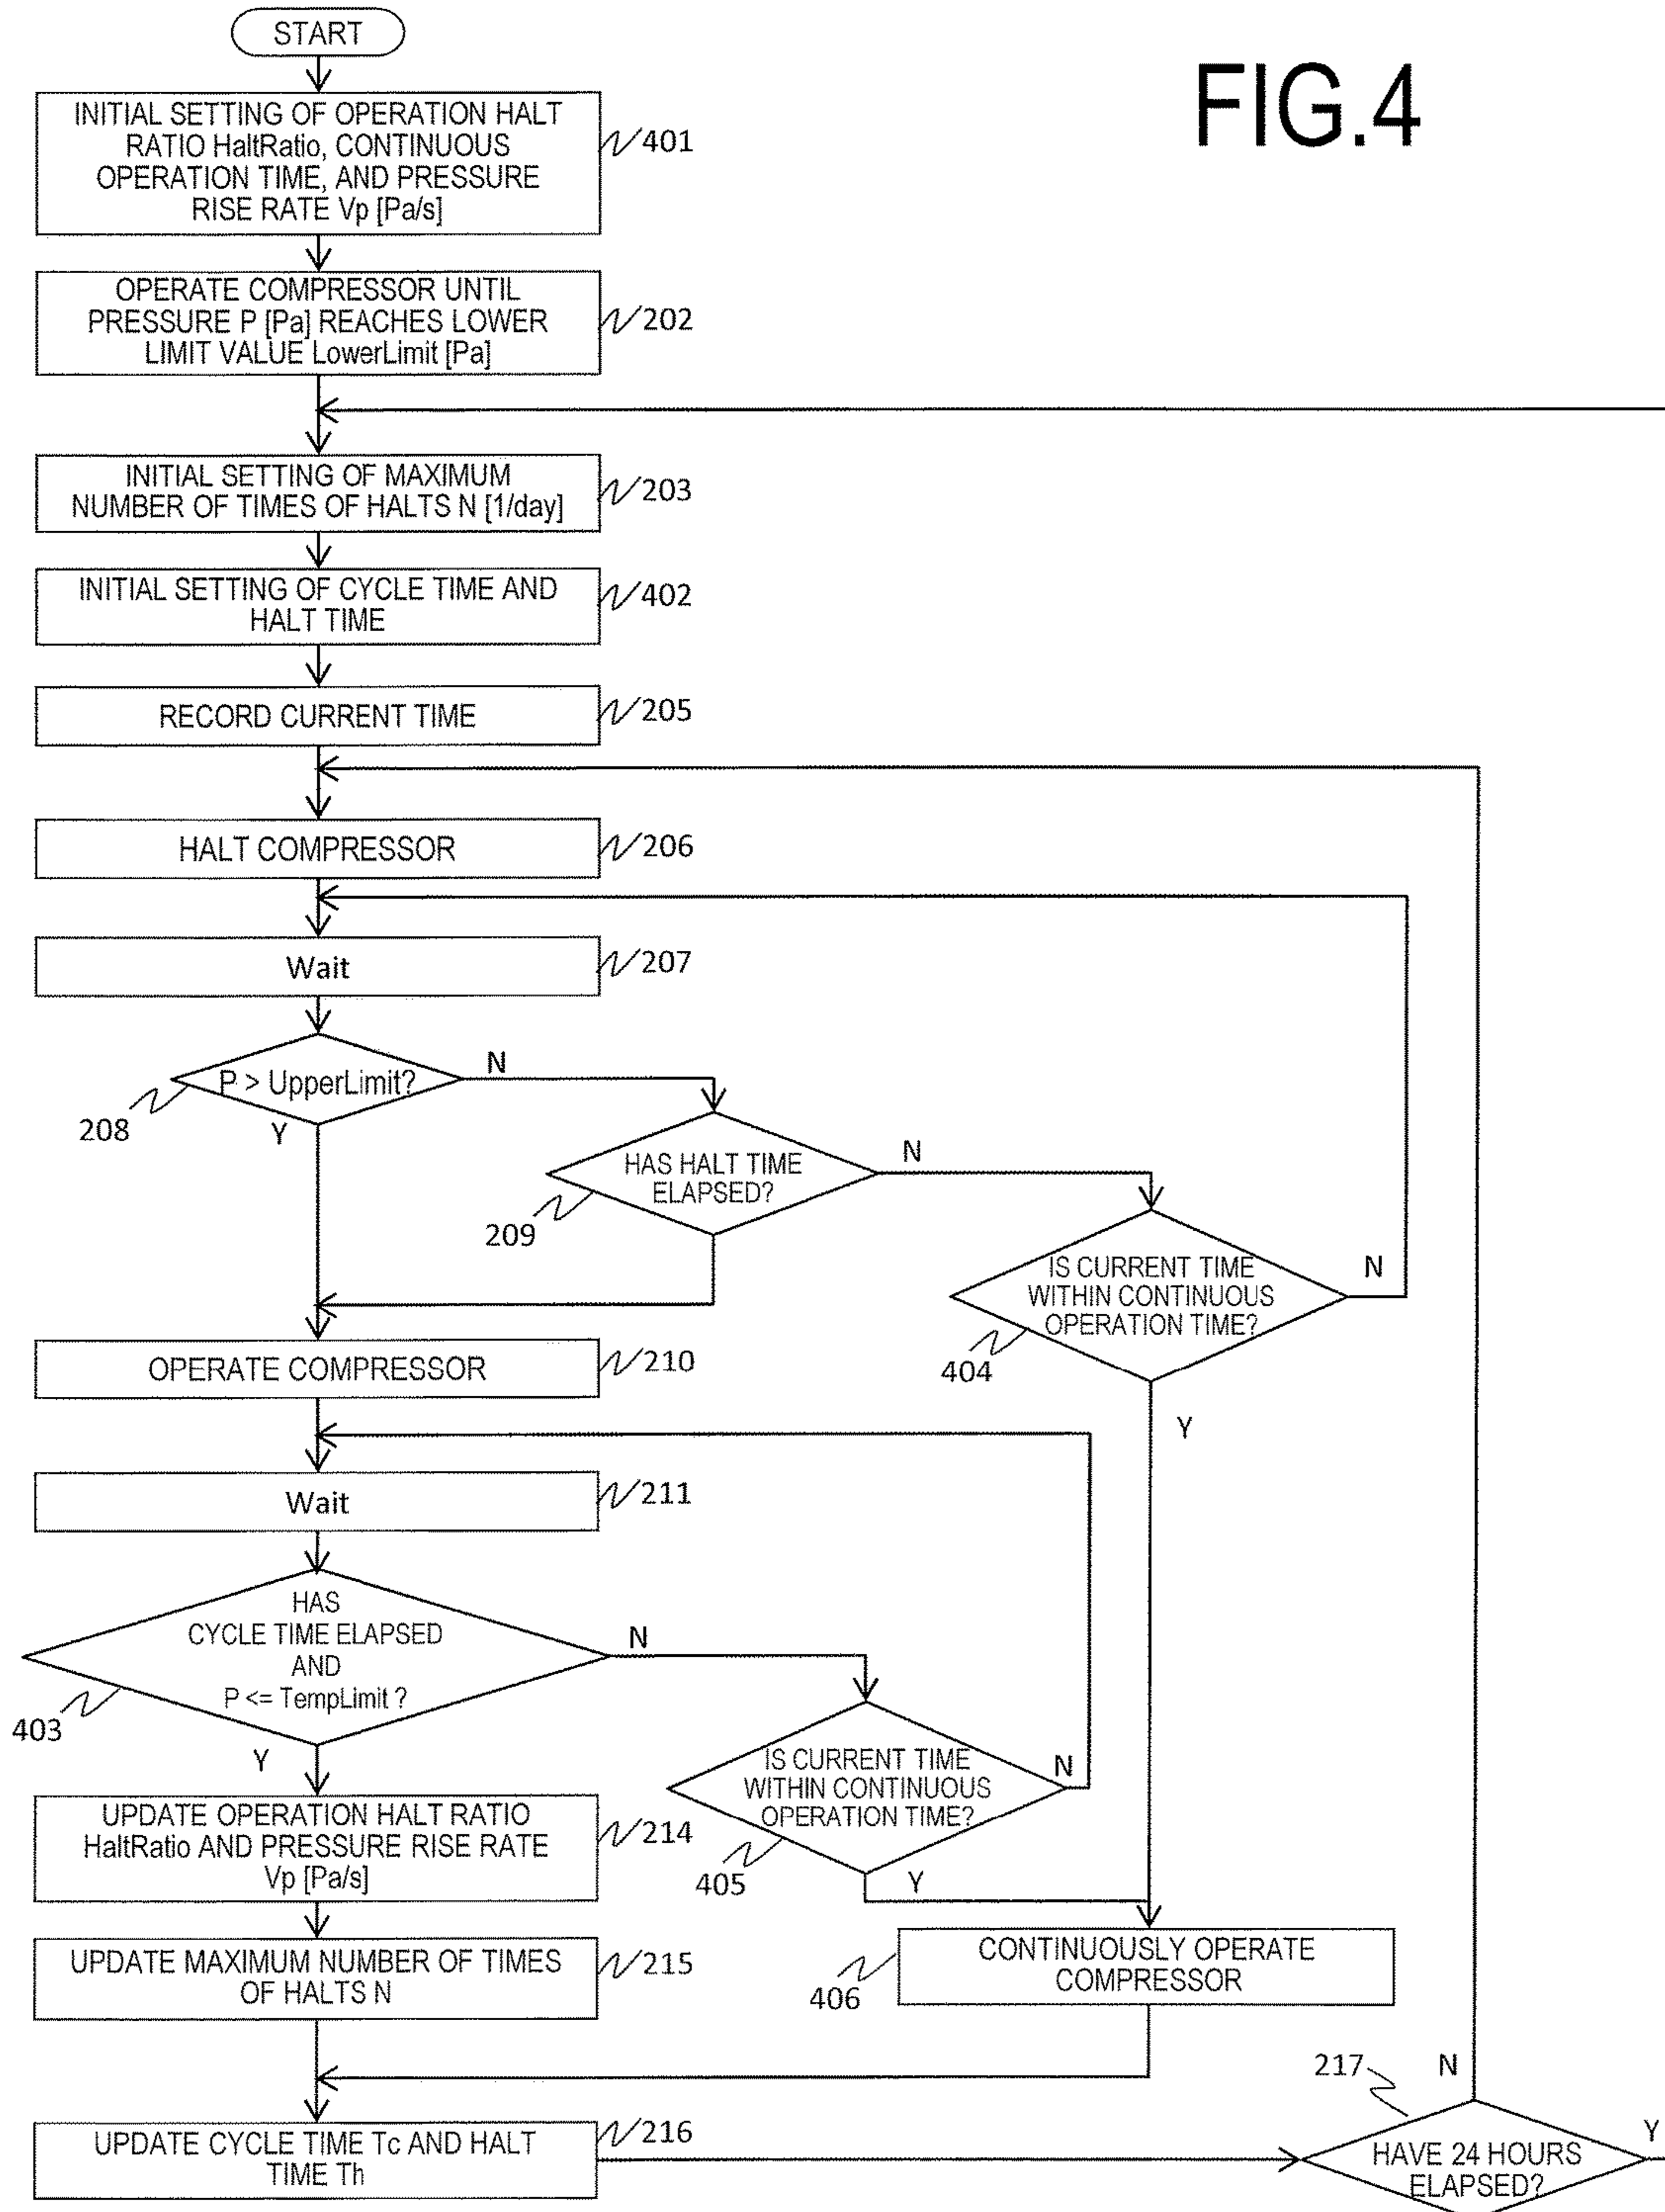 START
FIG.4
INITIAL SETTING OF OPERATION HALT
RATIO HaltRatio, CONTINUOUS
OPERATION TIME, AND PRESSURE
RISE RATE Vp [Pa/s]
401
OPERATE COMPRESSOR UNTIL
PRESSURE P [Pa] REACHES LOWER
LIMIT VALUE LowerLimit [Pa]
202
INITIAL SETTING OF MAXIMUM
NUMBER OF TIMES OF HALTS N [1/day]
203
INITIAL SETTING OF CYCLE TIME AND
HALT TIME
402
RECORD CURRENT TIME
205
HALT COMPRESSOR
206
Wait
207
P > UpperLimit?
N
208
Y
HAS HALT TIME
ELAPSED?
N
209
IS CURRENT TIME
WITHIN CONTINUOUS
OPERATION TIME?
N
404
Y
OPERATE COMPRESSOR
210
Wait
211
HAS
CYCLE TIME ELAPSED
AND
P <= TempLimit ?
N
403
Y
IS CURRENT TIME
WITHIN CONTINUOUS
OPERATION TIME?
N
405
Y
UPDATE OPERATION HALT RATIO
HaltRatio AND PRESSURE RISE RATE
Vp [Pa/s]
214
UPDATE MAXIMUM NUMBER OF TIMES
OF HALTS N
215
CONTINUOUSLY OPERATE
COMPRESSOR
406
UPDATE CYCLE TIME Tc AND HALT
TIME Th
216
217
N
HAVE 24 HOURS
ELAPSED?
Y